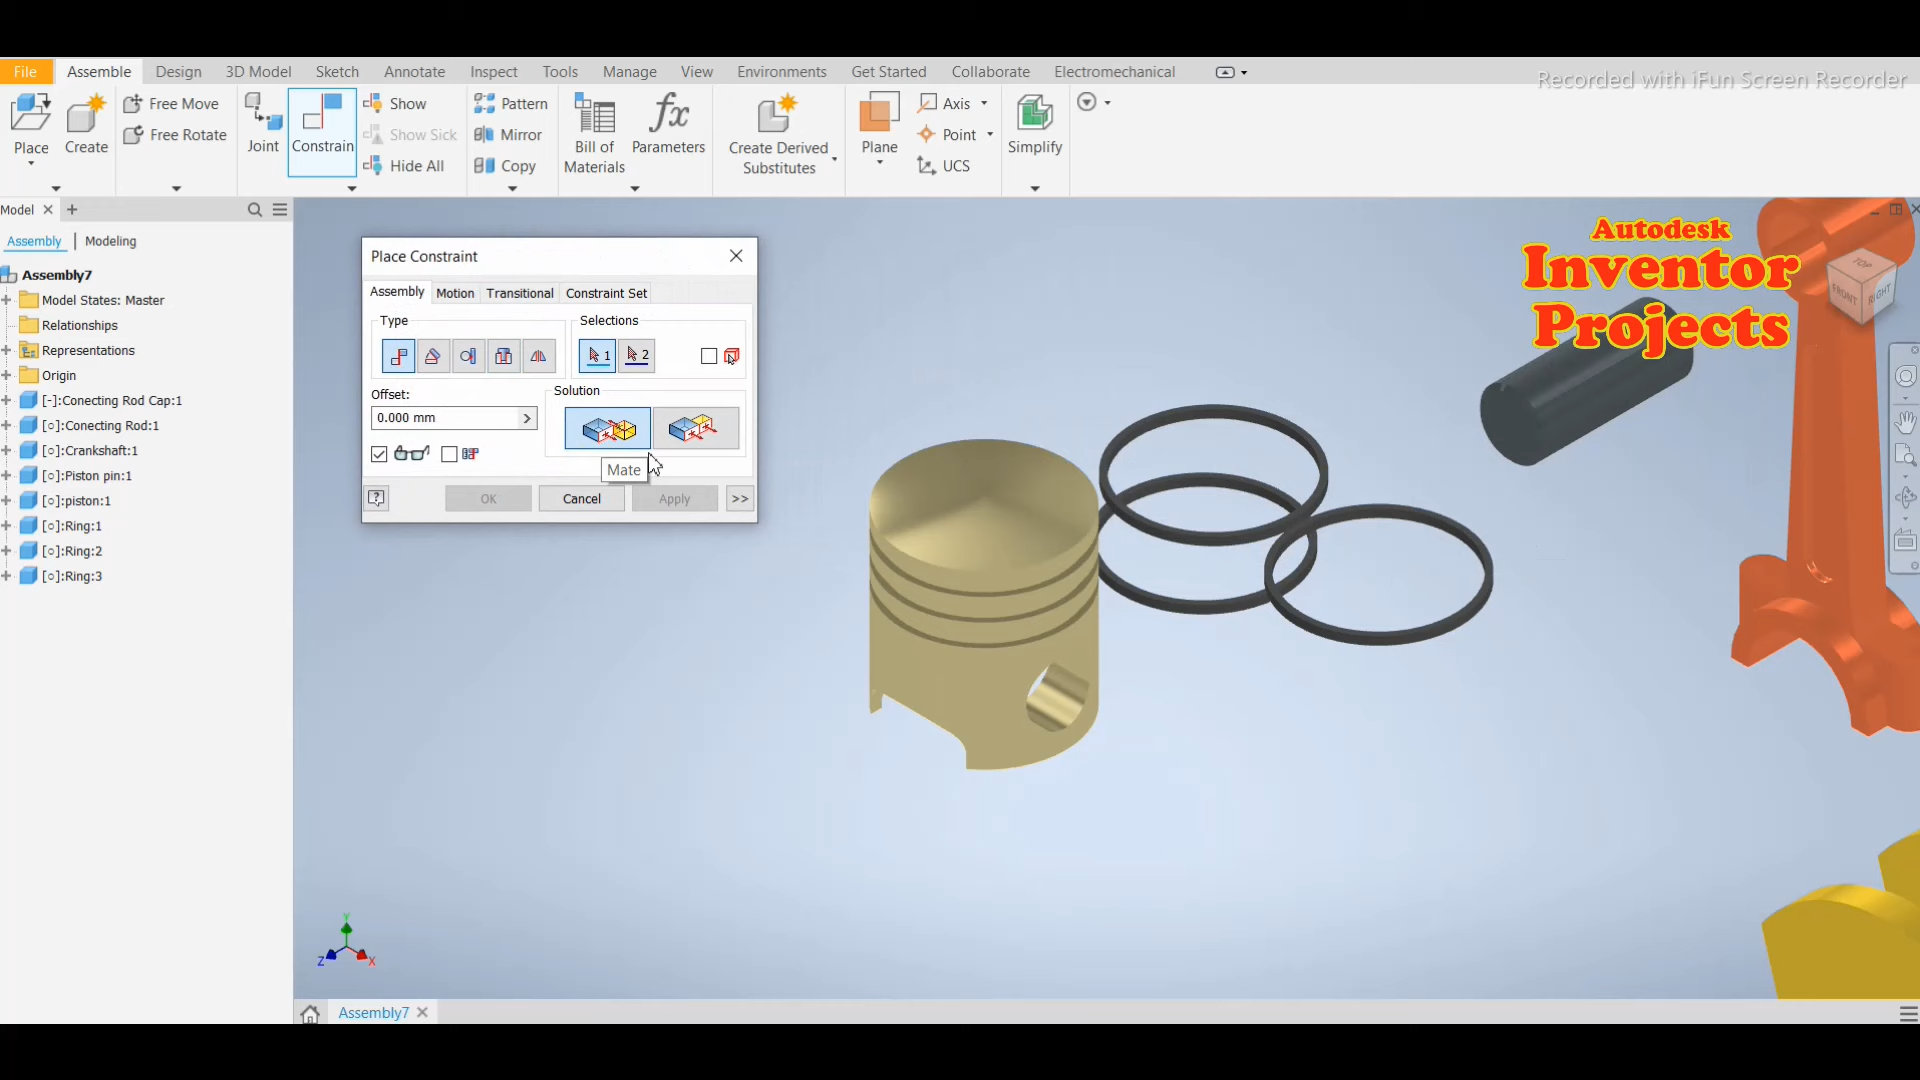 File Assemble Design 3D Model Sketch Annotate Inspect Tools Manage View Environments Get Started Collaborate Electromechanical
Recorded with iFun Screen Recorder
Place Create Free Move Free Rotate
Joint Constrain Show Show Sick Hide All
Pattern Mirror Copy
Bill of Materials fx Parameters
Create Derived Substitutes
Plane Axis Point UCS
Simplify
Model
Assembly Modeling
Assembly7
Model States: Master
Relationships
Representations
Origin
[-]:Conecting Rod Cap:1
[○]:Conecting Rod:1
[○]:Crankshaft:1
[○]:Piston pin:1
[○]:piston:1
[○]:Ring:1
[○]:Ring:2
[○]:Ring:3
Place Constraint
Assembly Motion Transitional Constraint Set
Type Selections
1 2
Offset: Solution
0.000 mm
Mate
? OK Cancel Apply >>
Autodesk
Inventor
Projects
TOP
FRONT RIGHT
Y
Z X
Assembly7